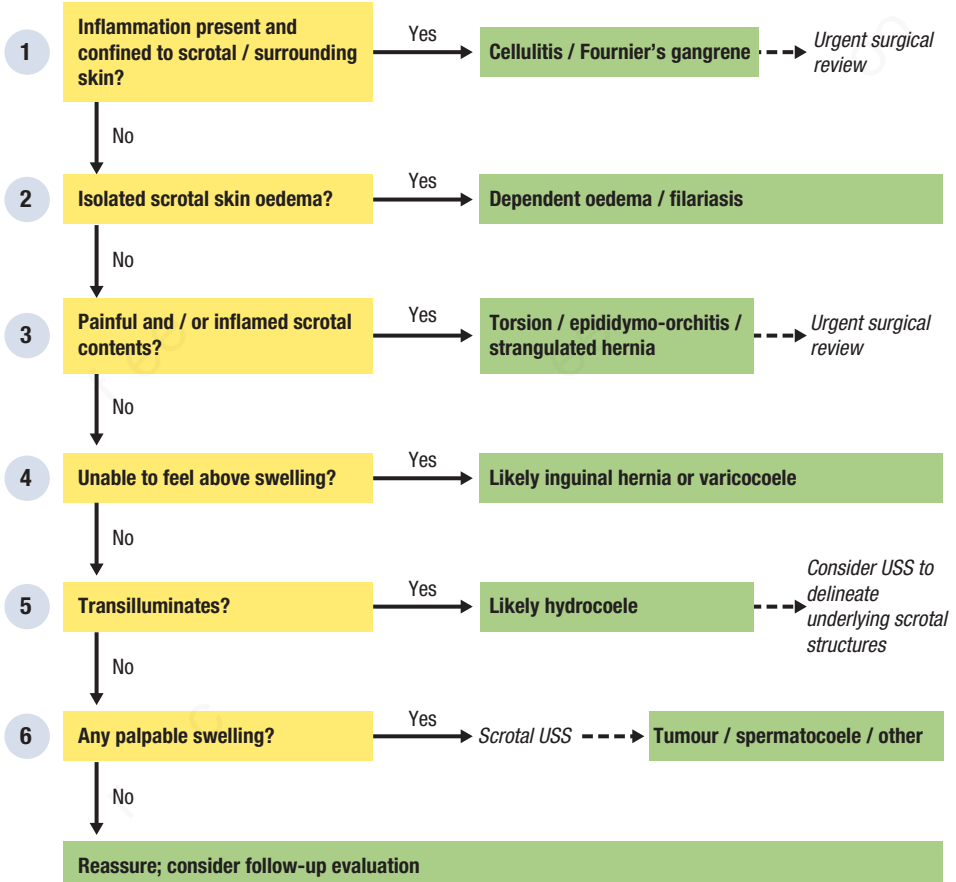 1
Inflammation present and
confined to scrotal / surrounding
skin?
Yes
Cellulitis / Fournier's gangrene
Urgent surgical
review
No
2
Isolated scrotal skin oedema?
Yes
Dependent oedema / filariasis
No
3
Painful and / or inflamed scrotal
contents?
Yes
Torsion / epididymo-orchitis /
strangulated hernia
Urgent surgical
review
No
4
Unable to feel above swelling?
Yes
Likely inguinal hernia or varicocoele
No
5
Transilluminates?
Yes
Likely hydrocoele
Consider USS to
delineate
underlying scrotal
structures
No
6
Any palpable swelling?
Yes
Scrotal USS
Tumour / spermatocoele / other
No
Reassure; consider follow-up evaluation